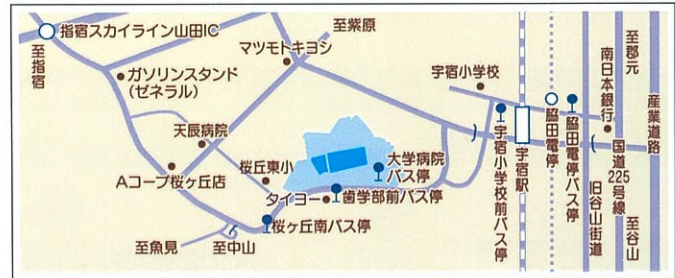 指宿スカイライン山田IC
至指宿
ガソリンスタンド
(ゼネラル)
マツモトキヨシ
至紫原
天辰病院
Aコープ桜ヶ丘店
桜丘東小
タイヨー
大学病院
バス停
歯学部前バス停
桜ヶ丘南バス停
至魚見
至中山
宇宿小学校
宇宿小学校前バス停
宇宿駅
脇田電停
脇田電停バス停
南日本銀行
至郡元
国道225号線
旧谷山街道
至谷山
産業道路